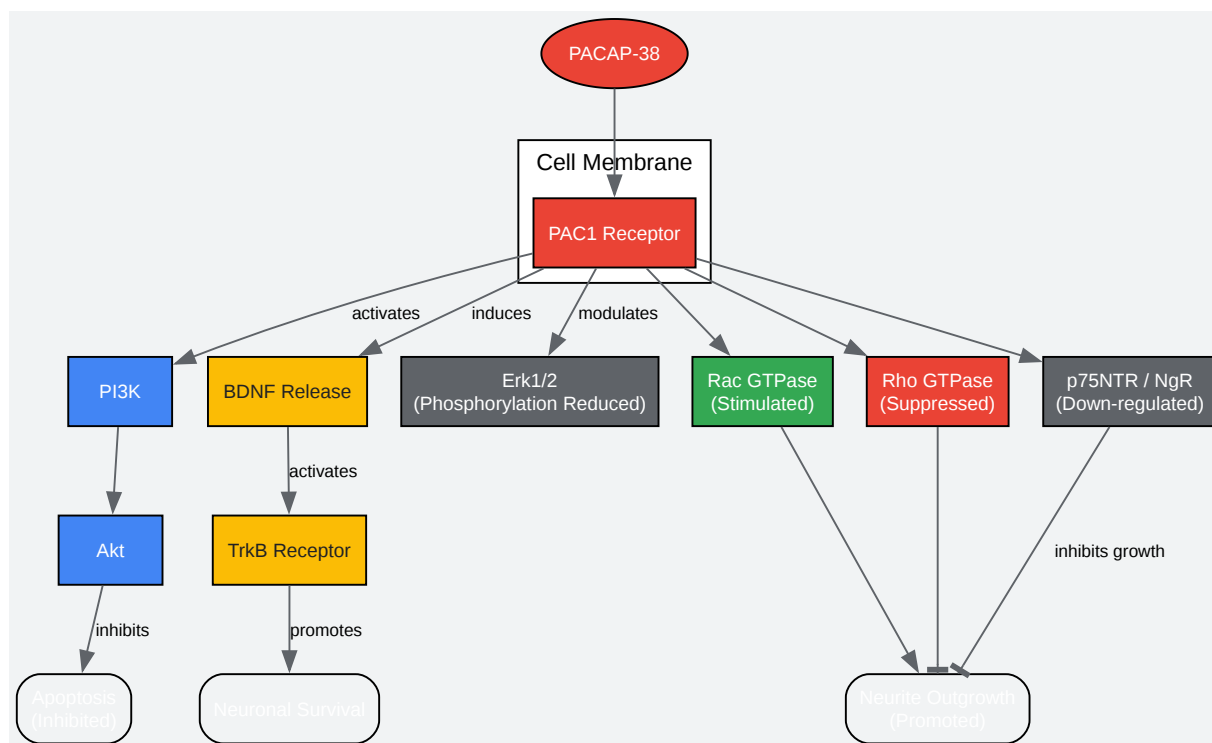 PACAP-38
Cell Membrane
PAC1 Receptor
activates
induces
modulates
PI3K
BDNF Release
Erk1/2
(Phosphorylation Reduced)
Rac GTPase
(Stimulated)
Rho GTPase
(Suppressed)
p75NTR / NgR
(Down-regulated)
activates
Akt
TrkB Receptor
inhibits growth
inhibits
promotes
Apoptosis
(Inhibited)
Neuronal Survival
Neurite Outgrowth
(Promoted)